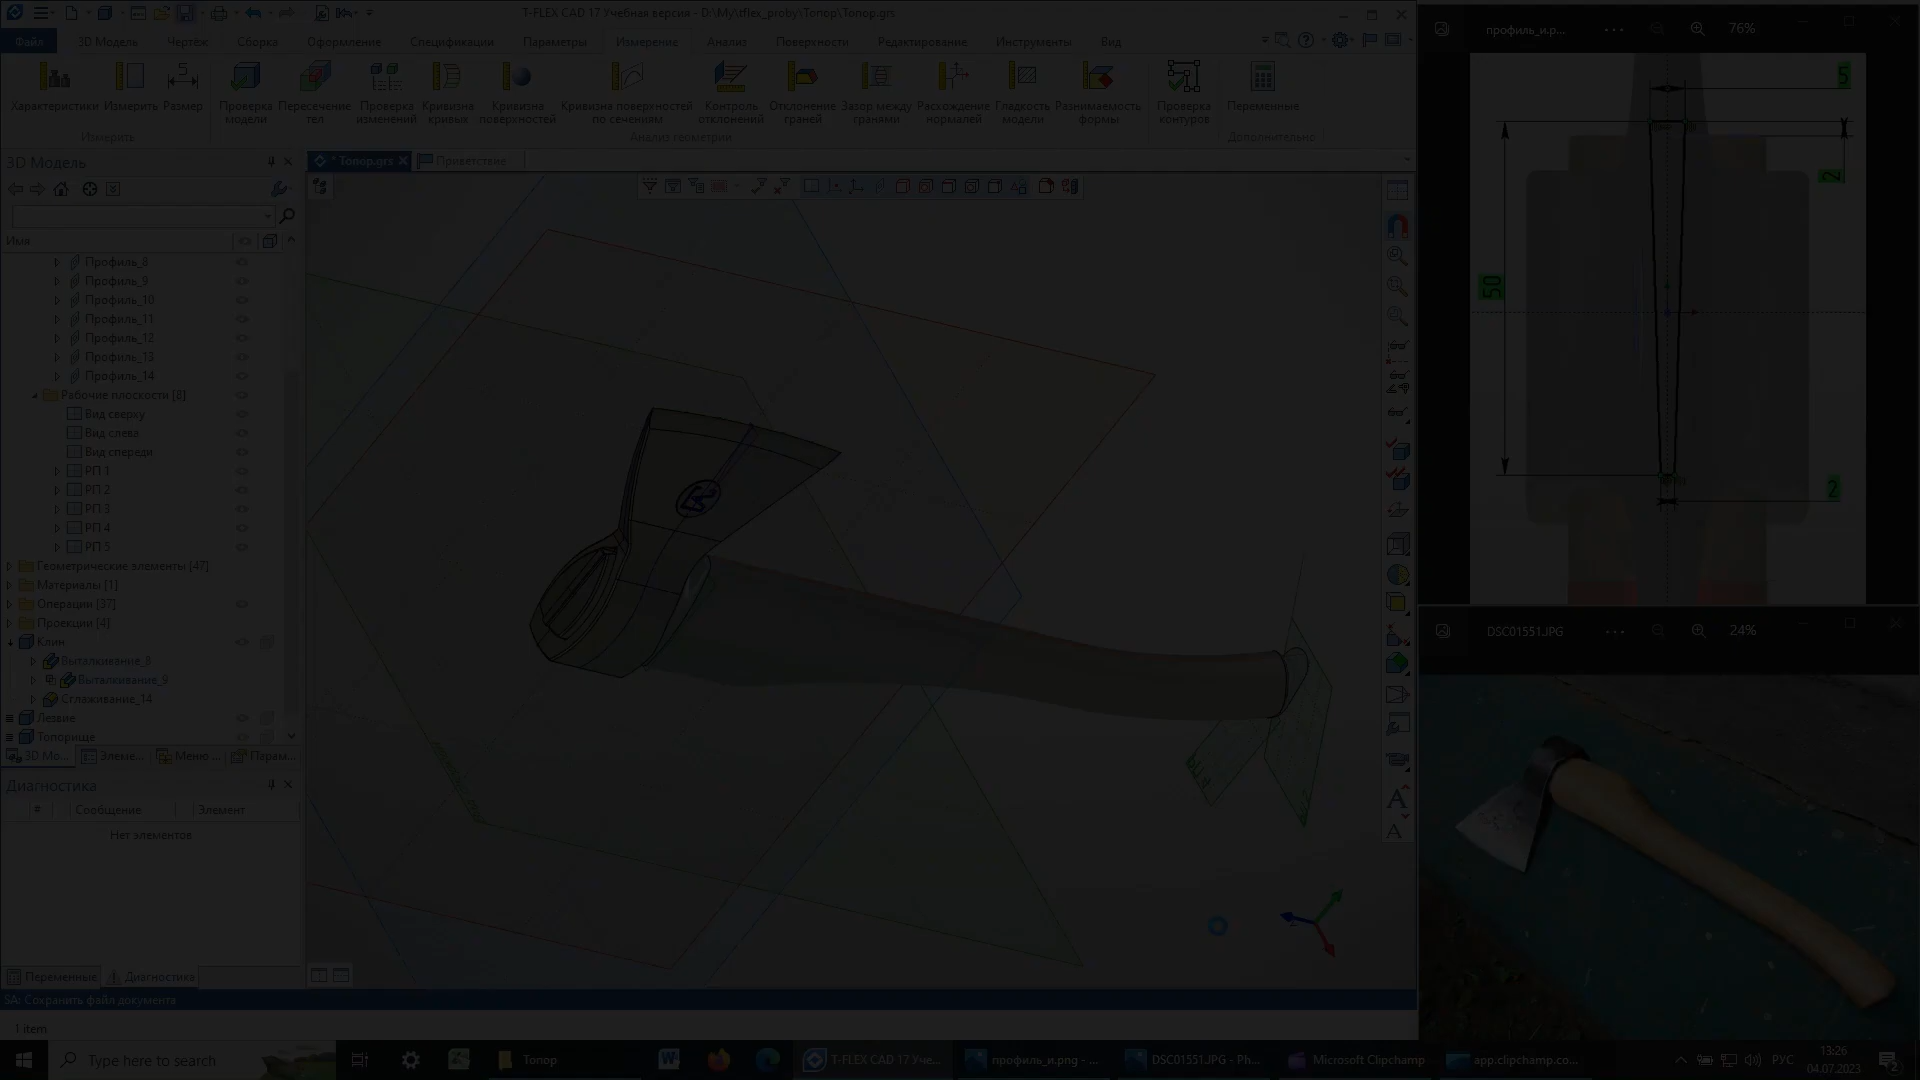 T-FLEX CAD 17 Учебная версия - D:\My\tflex_proby\Топор\Топор.grs
Файл 3D Модель Чертёж Сборка Оформление Спецификации Параметры Измерение Анализ Поверхности Редактирование Инструменты Вид
Характеристики Измерить Размер
Проверка модели
Пересечение тел
Проверка изменений
Кривизна кривых
Кривизна поверхностей
Кривизна поверхностей по сечениям
Контроль отклонений
Отклонение граней
Зазор между гранями
Расхождение нормалей
Гладкость модели
Разнимаемость формы
Проверка контуров
Переменные
Измерить
Анализ геометрии
Дополнительно
3D Модель
* Топор.grs
Приветствие
Имя
Профиль_8
Профиль_9
Профиль_10
Профиль_11
Профиль_12
Профиль_13
Профиль_14
Рабочие плоскости [8]
Вид сверху
Вид слева
Вид спереди
РП 1
РП 2
РП 3
РП 4
РП 5
Геометрические элементы [47]
Материалы [1]
Операции [37]
Проекции [4]
Клин
Выталкивание_8
Выталкивание_9
Сглаживание_14
Лезвие
Топорище
3D Мо... Элеме... Меню ... Парам...
Диагностика
# Сообщение Элемент
Нет элементов
Переменные Диагностика
SA: Сохранить файл документа
1 item
профиль_и.р... ... 76%
5
2
50
2
DSC01551.JPG ... 24%
Type here to search
Топор
T-FLEX CAD 17 Уче...
профиль_и.png - ...
DSC01551.JPG - Ph...
Microsoft Clipchamp
app.clipchamp.co...
РУС
13:26
04.07.2023
2